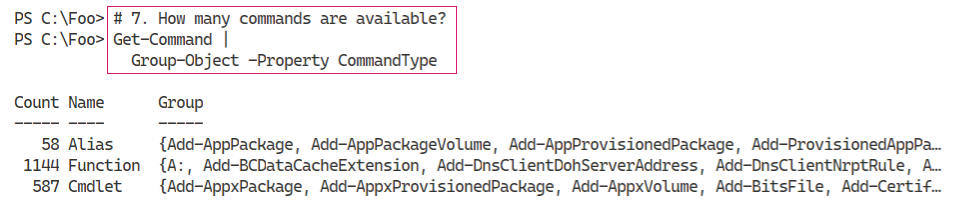 PS C:\Foo> # 7. How many commands are available?
PS C:\Foo> Get-Command |
Group-Object -Property CommandType
Count Name Group
----- ---- -----
58 Alias {Add-AppPackage, Add-AppPackageVolume, Add-AppProvisionedPackage, Add-ProvisionedAppPa…
1144 Function {A:, Add-BCDataCacheExtension, Add-DnsClientDohServerAddress, Add-DnsClientNrptRule, A…
587 Cmdlet {Add-AppxPackage, Add-AppxProvisionedPackage, Add-AppxVolume, Add-BitsFile, Add-Certif…